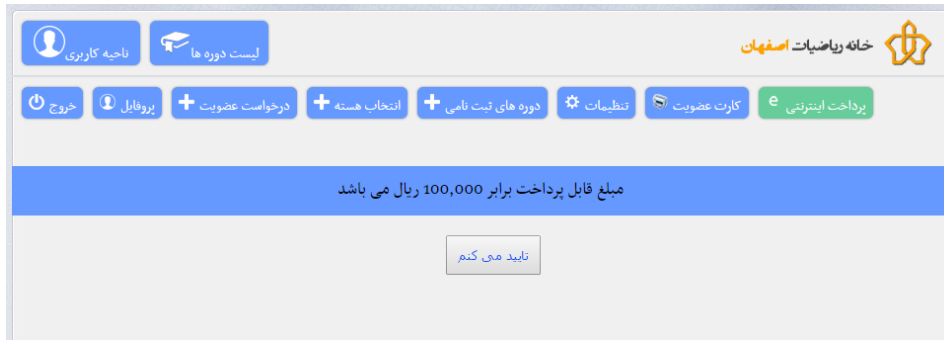 خانه ریاضیات اصفهان
لیست دوره ها
ناحیه کاربری
پرداخت اینترنتی e
کارت عضویت
تنظیمات
دوره های ثبت نامی
انتخاب هسته
درخواست عضویت
پروفایل
خروج
مبلغ قابل پرداخت برابر 100,000 ریال می باشد
تایید می کنم